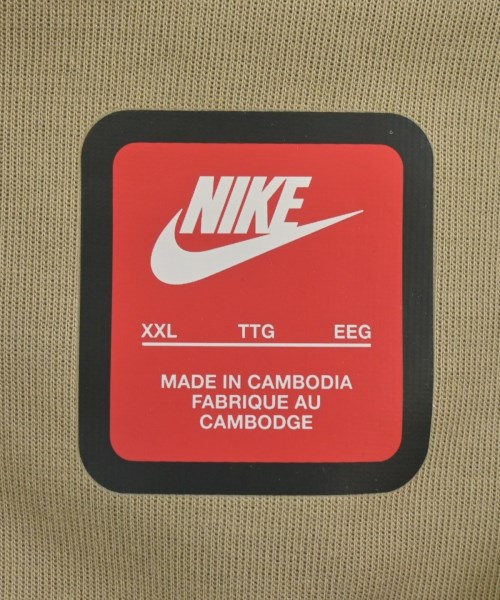 NIKE
XXL TTG EEG
MADE IN CAMBODIA
FABRIQUE AU
CAMBODGE